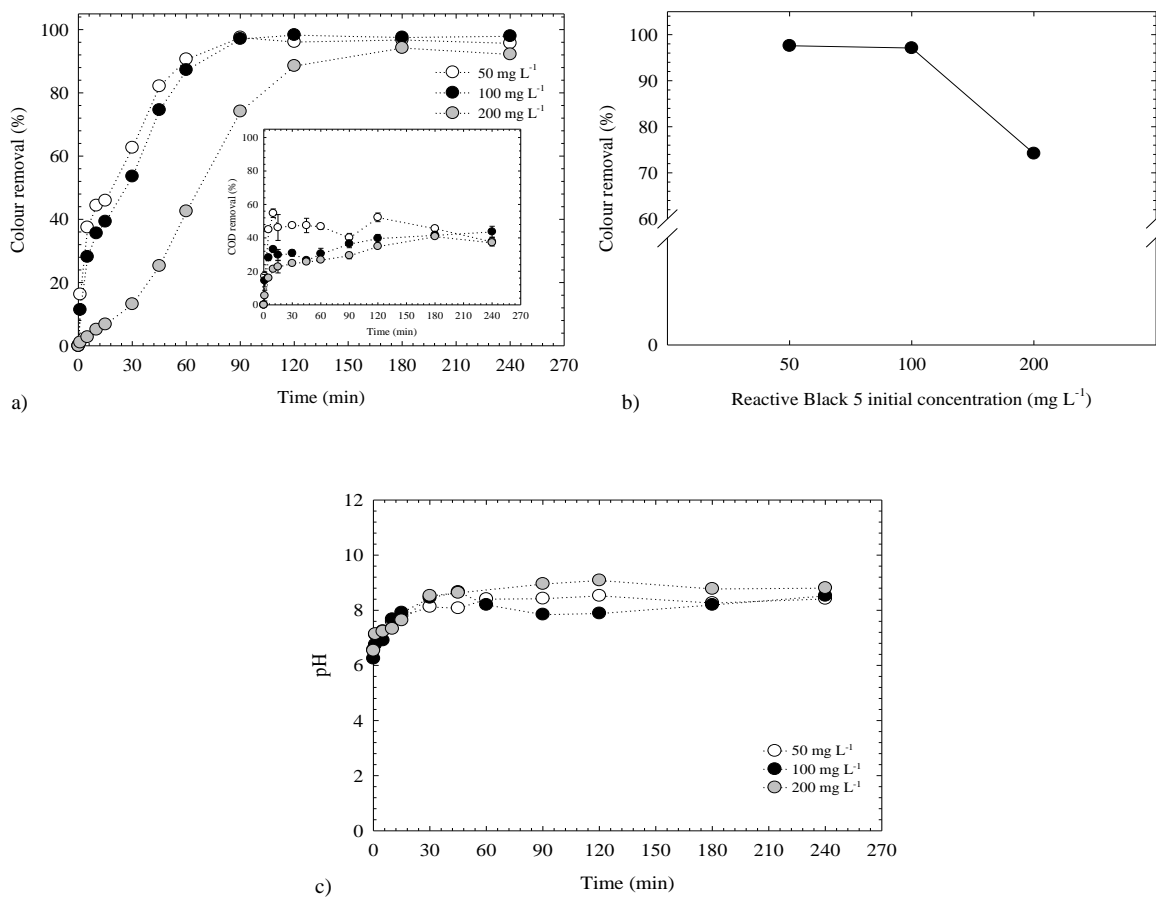 100
80
60
40
20
0
Colour removal (%)
50 mg L⁻¹
100 mg L⁻¹
200 mg L⁻¹
100
80
60
40
20
0
COD removal (%)
0 30 60 90 120 150 180 210 240 270
Time (min)
0 30 60 90 120 150 180 210 240 270
Time (min)
a)
100
90
80
70
60
0
Colour removal (%)
50 100 200
Reactive Black 5 initial concentration (mg L⁻¹)
b)
12
10
8
6
4
2
0
pH
50 mg L⁻¹
100 mg L⁻¹
200 mg L⁻¹
0 30 60 90 120 150 180 210 240 270
Time (min)
c)